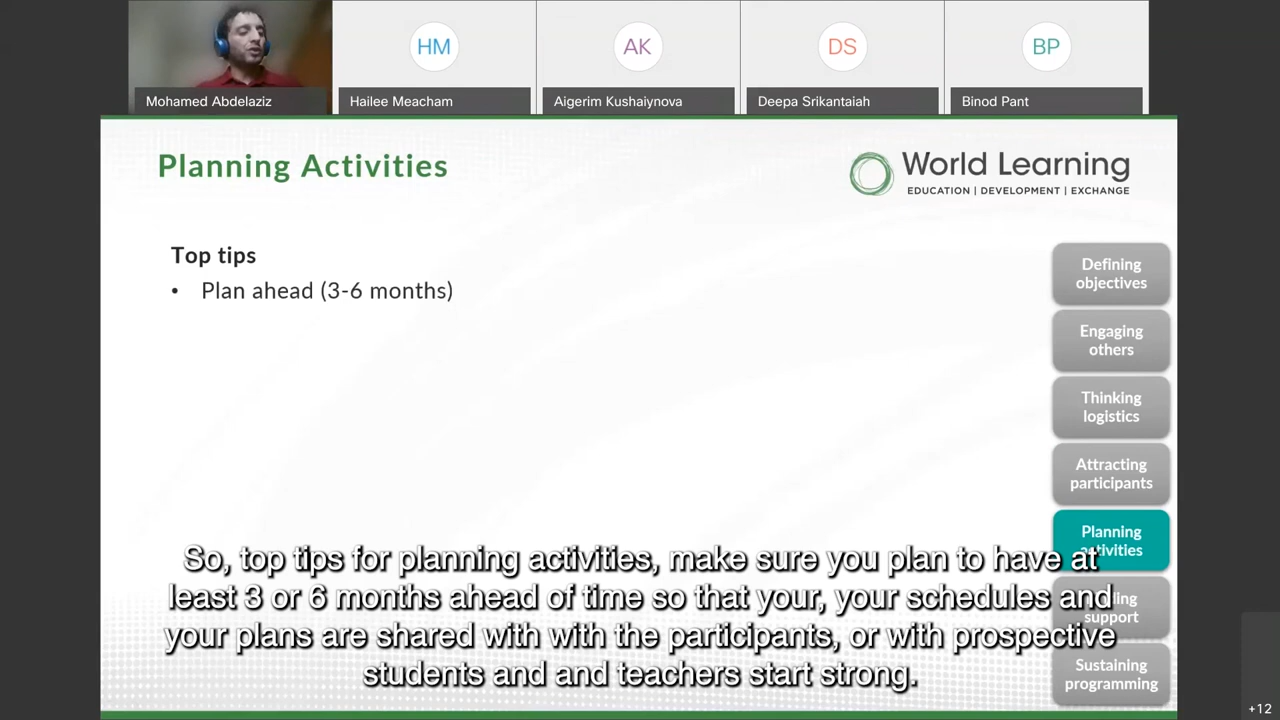 HM
AK
DS
BP
Mohamed Abdelaziz
Hailee Meacham
Aigerim Kushaiynova
Deepa Srikantaiah
Binod Pant
Planning Activities
World Learning
EDUCATION | DEVELOPMENT | EXCHANGE
Top tips
• Plan ahead (3-6 months)
Defining
objectives
Engaging
others
Thinking
logistics
Attracting
participants
Planning
activities
support
Sustaining
programming
So, top tips for planning activities, make sure you plan to have at
least 3 or 6 months ahead of time so that your, your schedules and
your plans are shared with with the participants, or with prospective
students and and teachers start strong.
+12